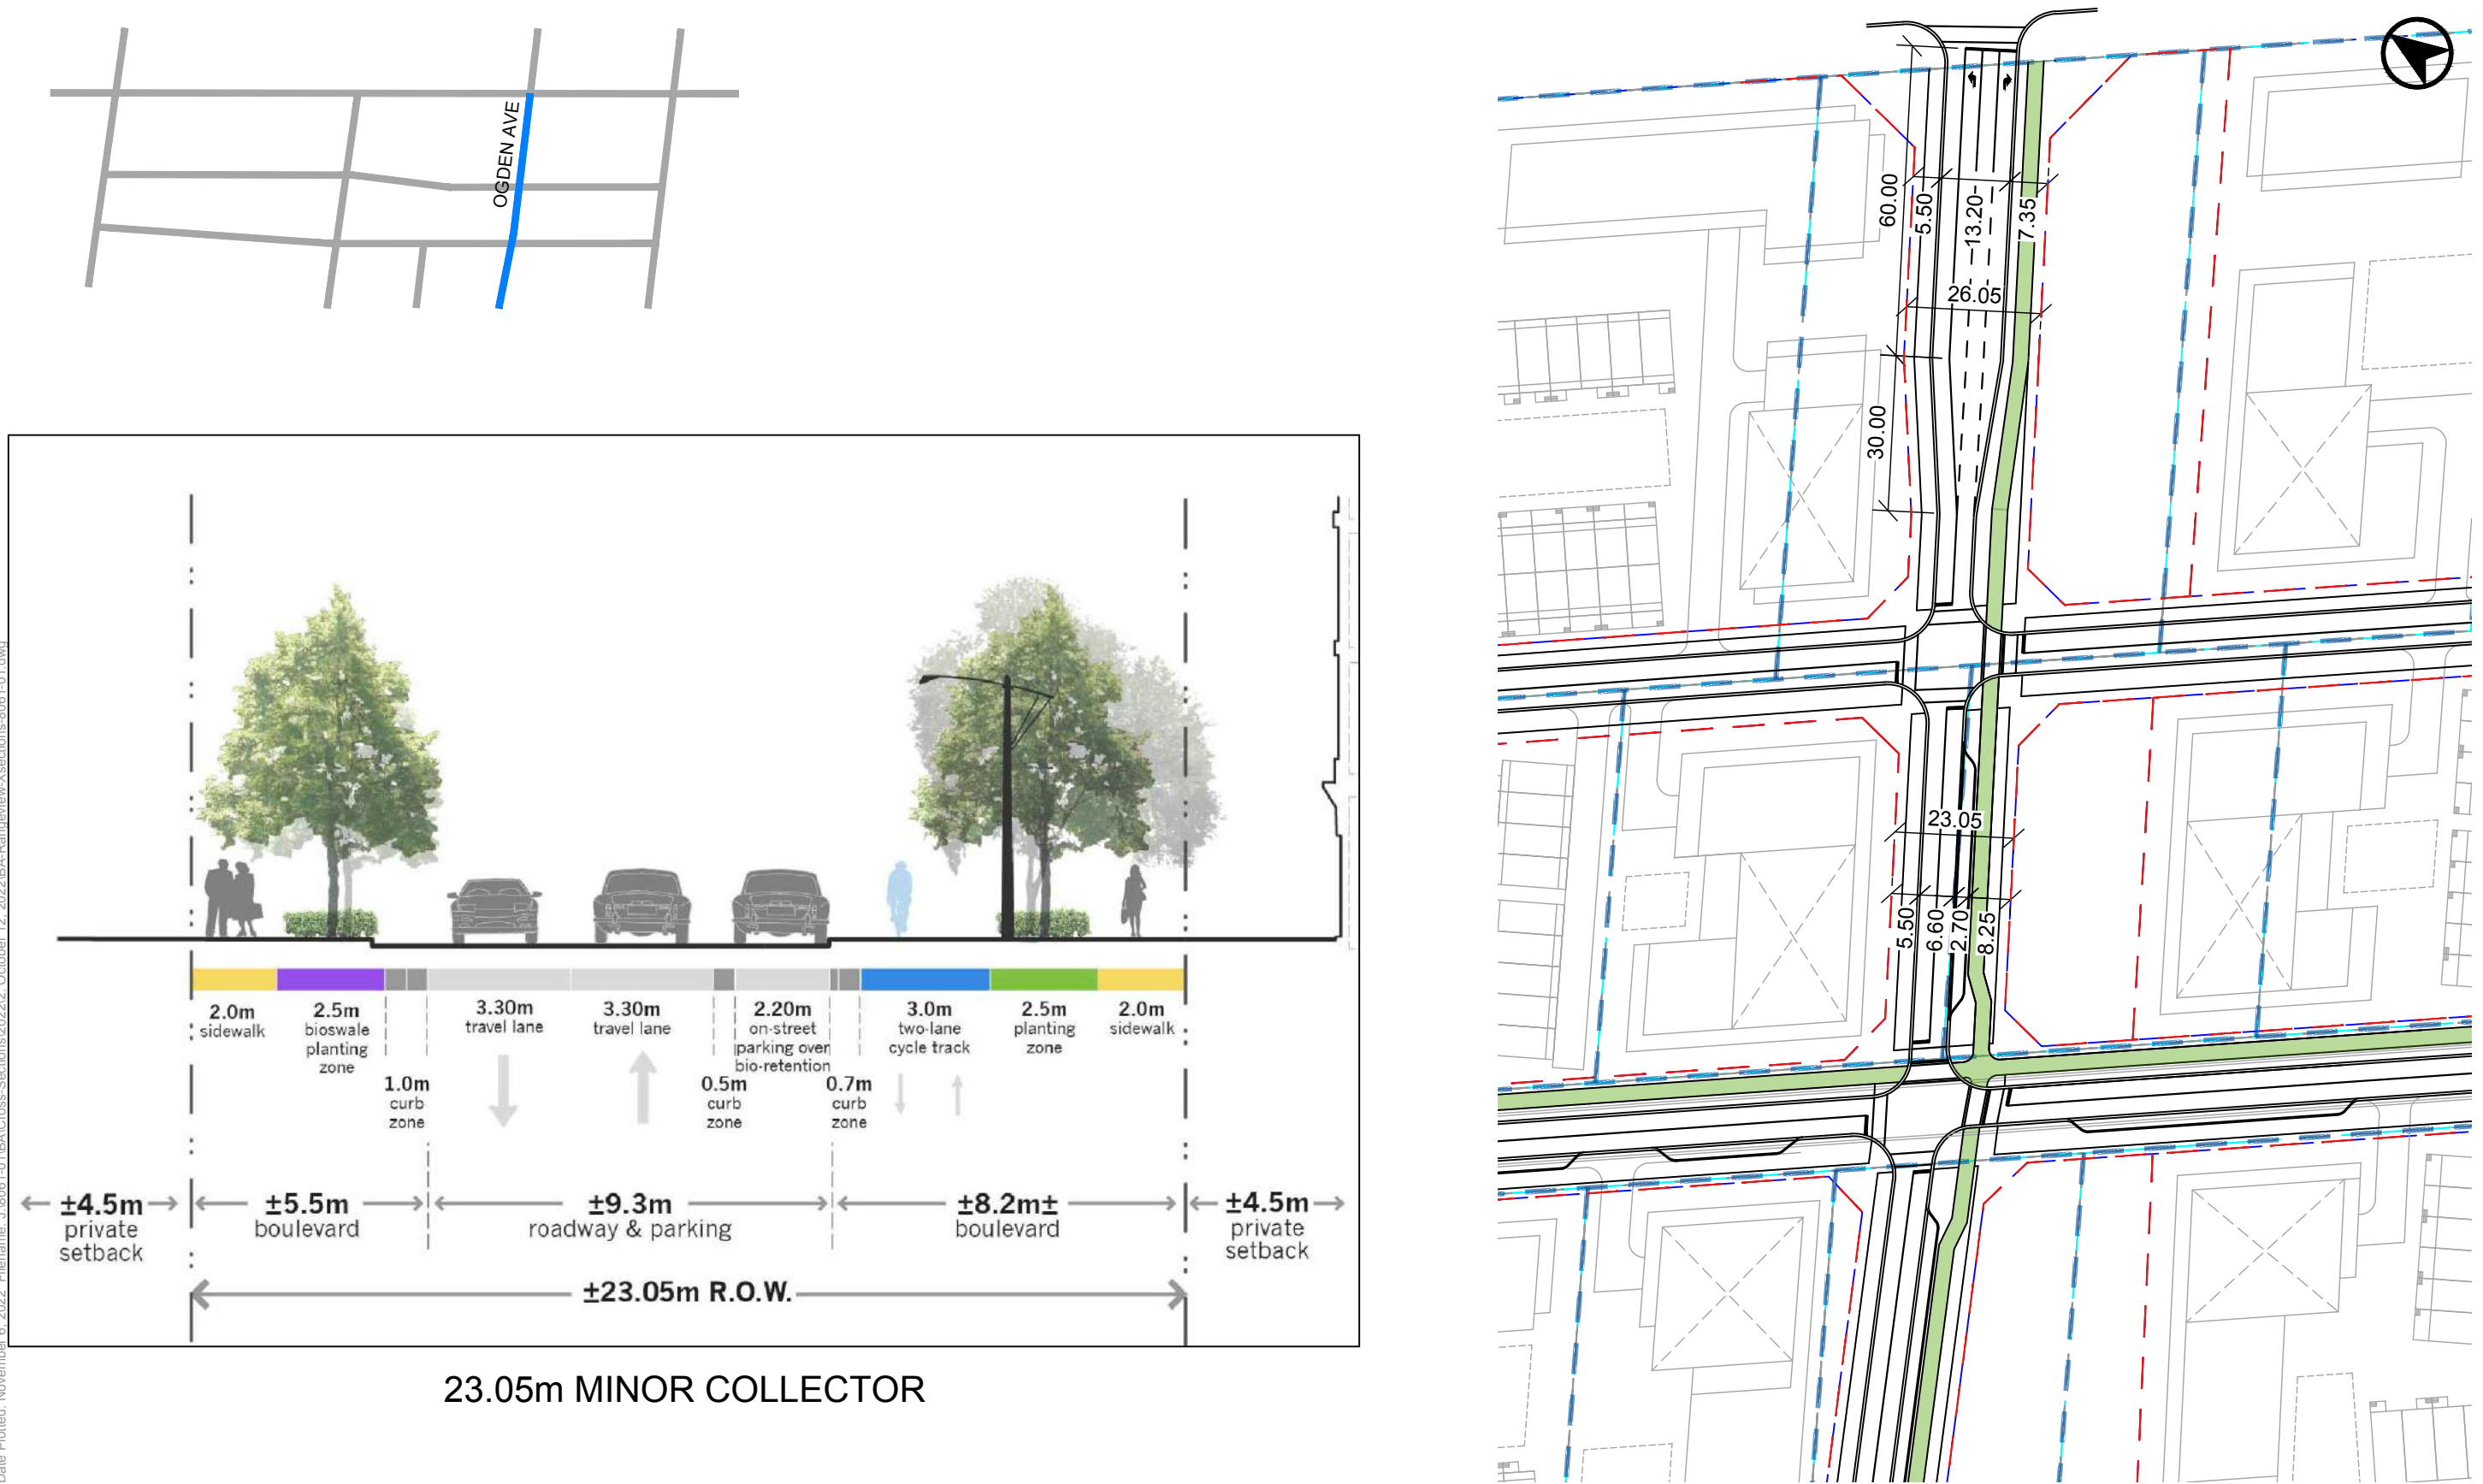 OGDEN AVE
2.0m
sidewalk
2.5m
bioswale
planting
zone
1.0m
curb
zone
3.30m
travel lane
3.30m
travel lane
0.5m
curb
zone
2.20m
on-street
parking over
bio-retention
0.7m
curb
zone
3.0m
two-lane
cycle track
2.5m
planting
zone
2.0m
sidewalk
±4.5m
private
setback
±5.5m
boulevard
±9.3m
roadway & parking
±8.2m±
boulevard
±4.5m
private
setback
±23.05m R.O.W.
23.05m MINOR COLLECTOR
60.00
5.50
13.20
7.35
26.05
30.00
23.05
5.50
6.60
2.70
8.25